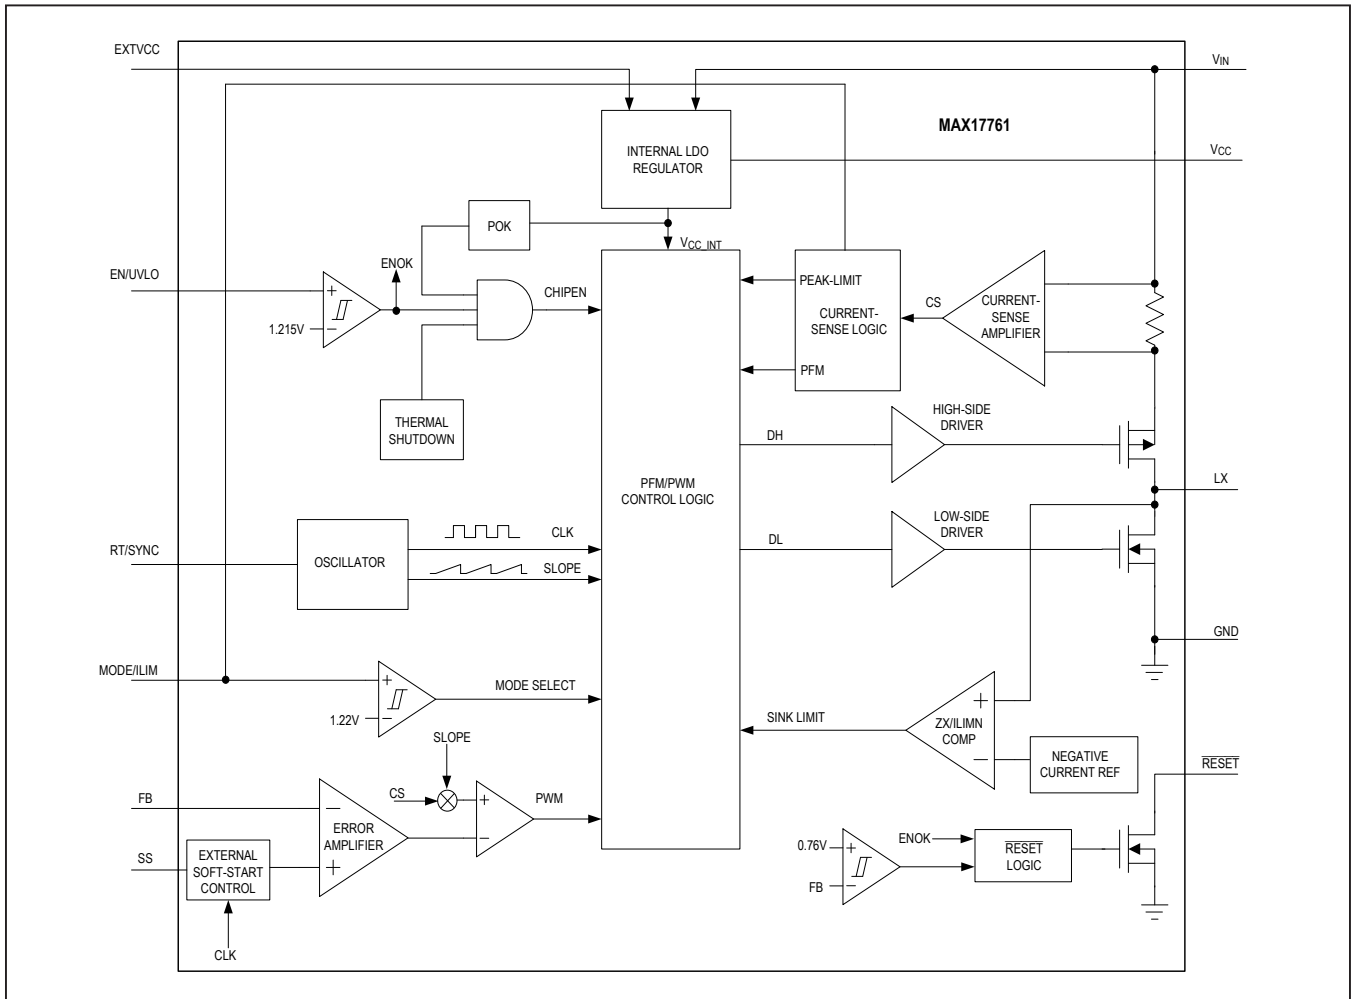 EXTVCC
VIN
MAX17761
INTERNAL LDO
REGULATOR
VCC
POK
VCC_INT
EN/UVLO
ENOK
+
1.215V
−
CHIPEN
PEAK-LIMIT
CURRENT-
SENSE LOGIC
PFM
CS
CURRENT-
SENSE
AMPLIFIER
THERMAL
SHUTDOWN
HIGH-SIDE
DRIVER
DH
PFM/PWM
CONTROL LOGIC
LX
LOW-SIDE
DRIVER
DL
RT/SYNC
OSCILLATOR
CLK
SLOPE
GND
MODE/ILIM
+
1.22V
−
MODE SELECT
SINK LIMIT
+
ZX/ILIMN
COMP
−
NEGATIVE
CURRENT REF
RESET
SLOPE
CS
+
−
PWM
FB
−
ERROR
AMPLIFIER
+
SS
EXTERNAL
SOFT-START
CONTROL
CLK
0.76V
+
FB
−
ENOK
RESET
LOGIC